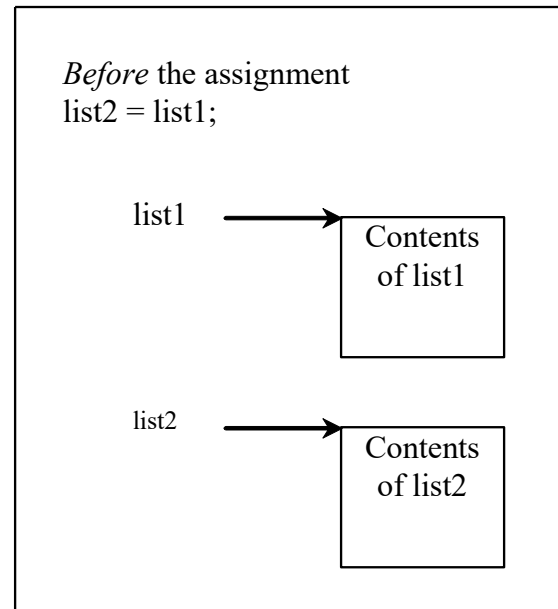 Before the assignment
list2 = list1;
list1
Contents
of list1
list2
Contents
of list2